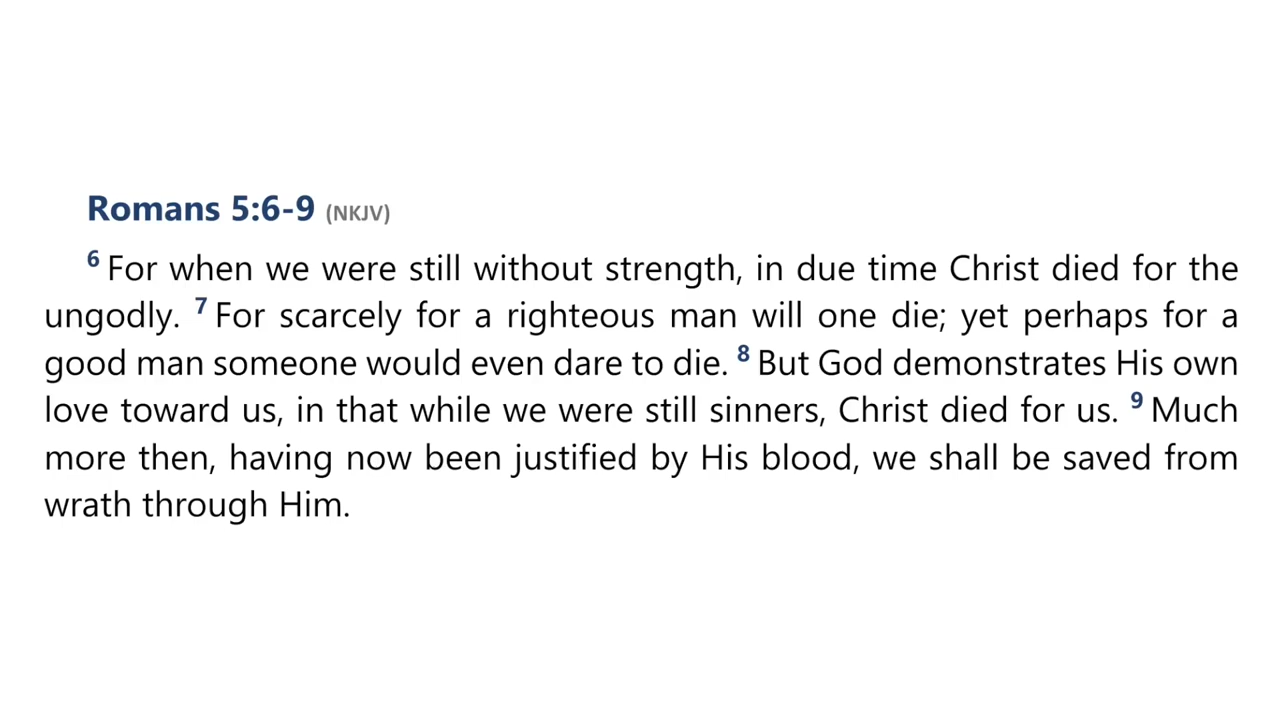 Romans 5:6-9 (NKJV)
6 For when we were still without strength, in due time Christ died for the
ungodly. 7 For scarcely for a righteous man will one die; yet perhaps for a
good man someone would even dare to die. 8 But God demonstrates His own
love toward us, in that while we were still sinners, Christ died for us. 9 Much
more then, having now been justified by His blood, we shall be saved from
wrath through Him.